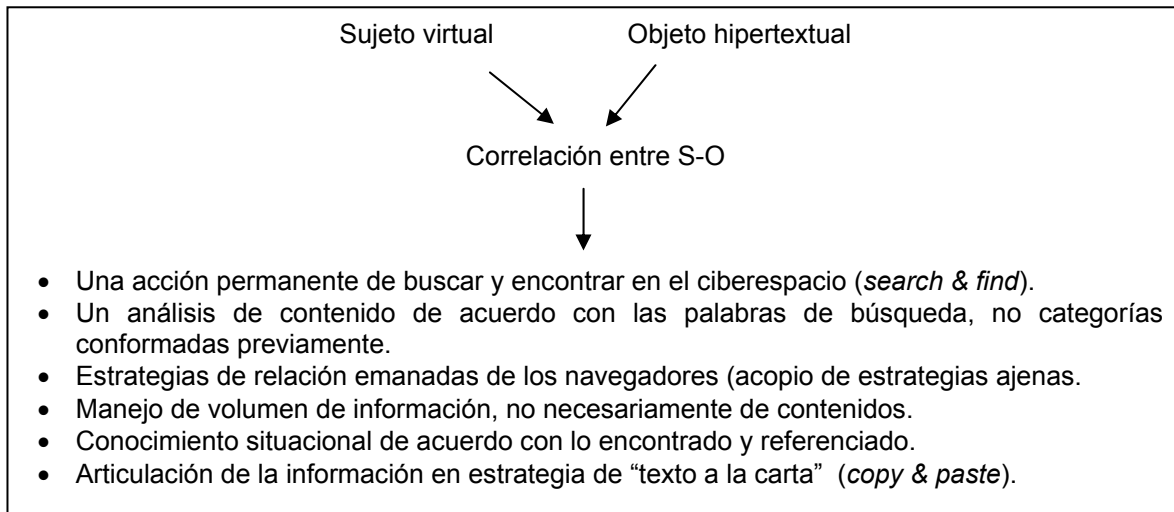 Sujeto virtual Objeto hipertextual
Correlación entre S-O
• Una acción permanente de buscar y encontrar en el ciberespacio (search & find).
• Un análisis de contenido de acuerdo con las palabras de búsqueda, no categorías
conformadas previamente.
• Estrategias de relación emanadas de los navegadores (acopio de estrategias ajenas.
• Manejo de volumen de información, no necesariamente de contenidos.
• Conocimiento situacional de acuerdo con lo encontrado y referenciado.
• Articulación de la información en estrategia de “texto a la carta” (copy & paste).